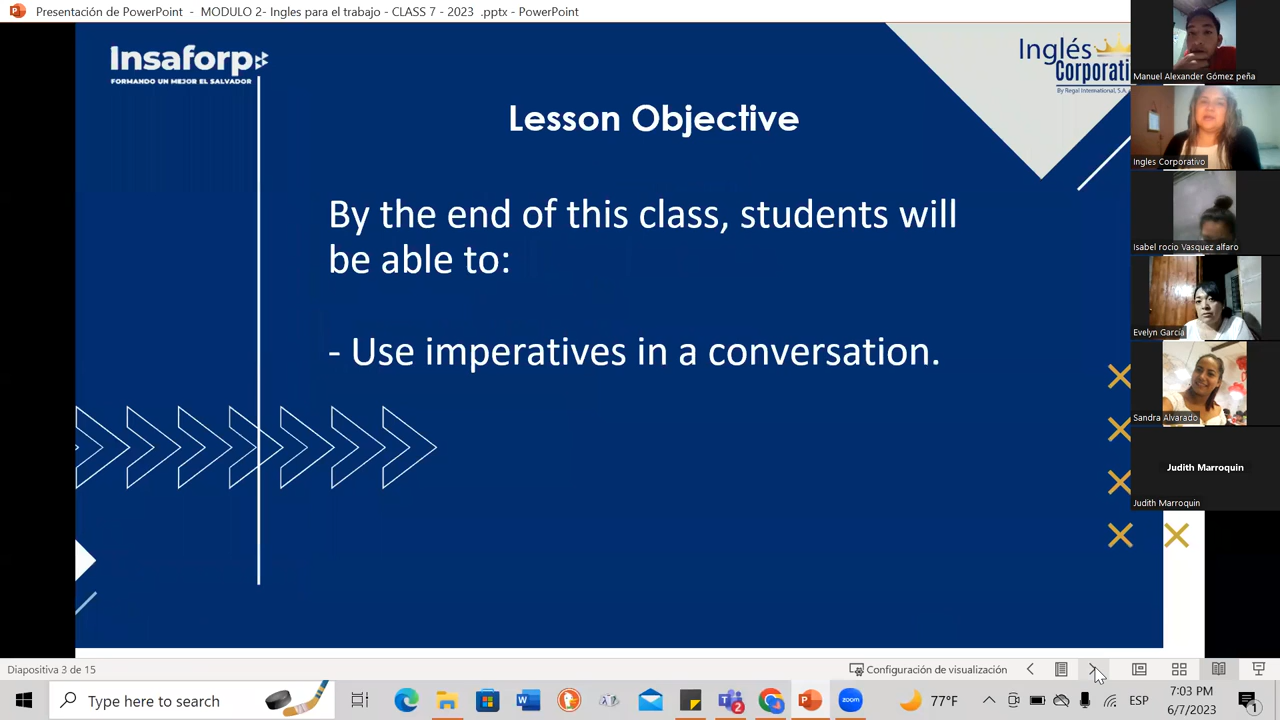 Presentación de PowerPoint - MODULO 2- Ingles para el trabajo - CLASS 7 - 2023 .pptx - PowerPoint
Insaforp
FORMANDO UN MEJOR EL SALVADOR
Inglés
Corporati
By Regal International, S.A.
Lesson Objective
By the end of this class, students will
be able to:
- Use imperatives in a conversation.
Manuel Alexander Gómez peña
Ingles Corporativo
Isabel rocio Vasquez alfaro
Evelyn García
Sandra Alvarado
Judith Marroquin
Judith Marroquin
Diapositiva 3 de 15
Configuración de visualización
Type here to search
77°F
ESP
7:03 PM
6/7/2023
1
2
zoom